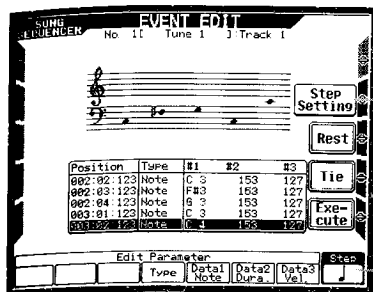 SONG SEQUENCER
EVENT EDIT
No. 1[ Tune 1 ]:Track 1
Step Setting
Rest
Tie
Exe-cute
Position Type #1 #2 #3
002:02:123 Note C 3 153 127
002:03:123 Note F#3 153 127
002:04:123 Note G 3 153 127
003:01:123 Note C 3 153 127
003:02:123 Note C 4 153 127
Edit Parameter
Step
Type
Data1 Note
Data2 Dura.
Data3 Vel.